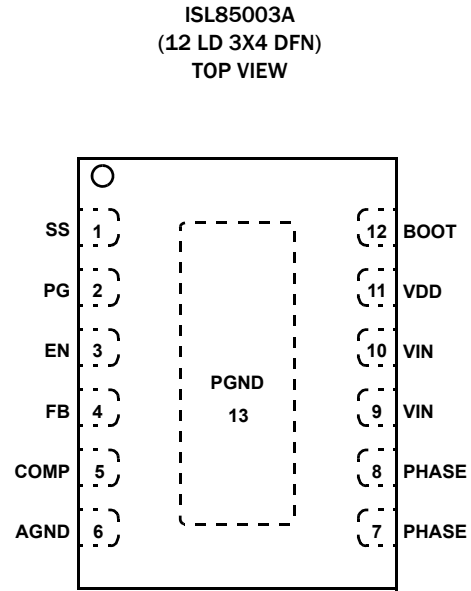 ISL85003A
(12 LD 3X4 DFN)
TOP VIEW
SS 1 12 BOOT
PG 2 11 VDD
EN 3 10 VIN
PGND
FB 4 13 9 VIN
COMP 5 8 PHASE
AGND 6 7 PHASE